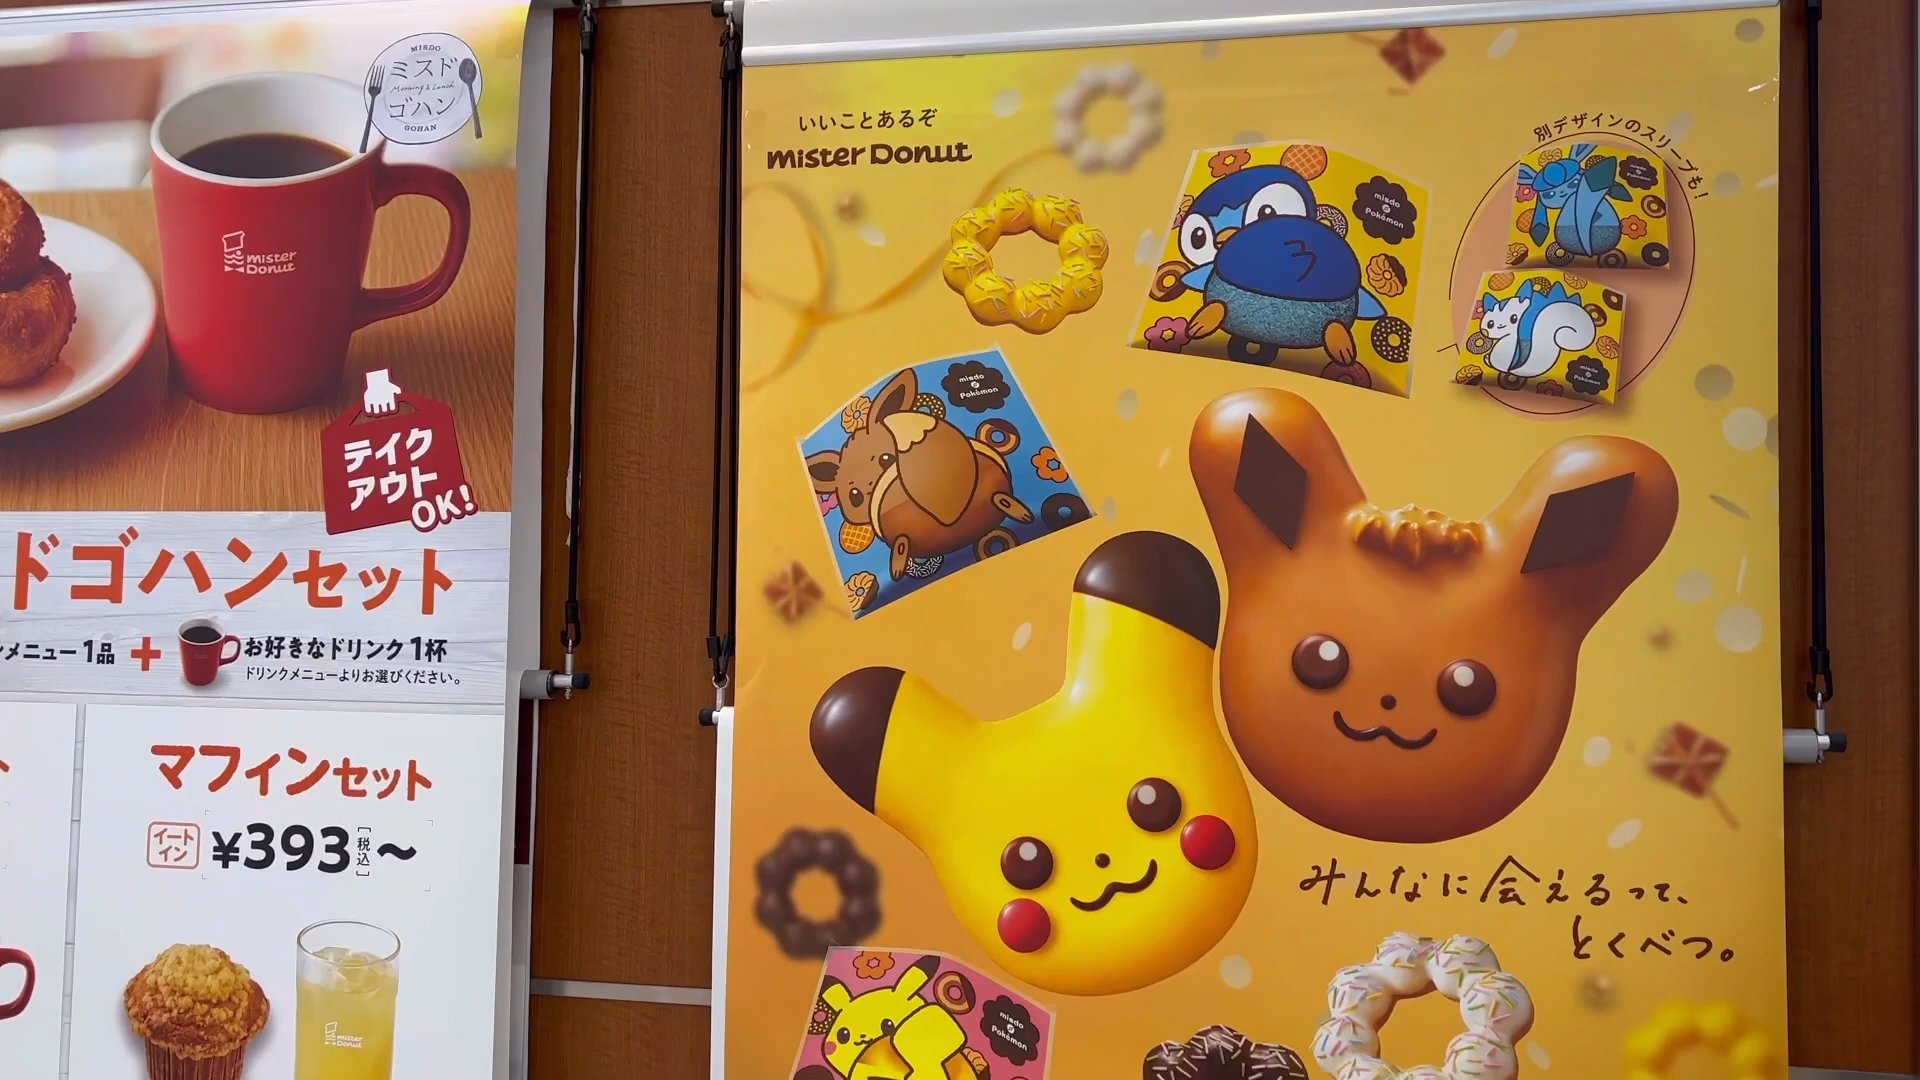 MISDO
ミスド
Morning & Lunch
ゴハン
GOHAN
mister
Donut
テイク
アウト
OK!
ドゴハンセット
メニュー1品
+
お好きなドリンク1杯
ドリンクメニューよりお選びください。
マフィンセット
イート
イン
¥393[税込]～
mister
Donut
いいことあるぞ
mister Donut
misdo
Pokémon
別デザインのスリーブも!
misdo
Pokémon
misdo
Pokémon
misdo
Pokémon
みんなに会えるって、
とくべつ。
misdo
Pokémon